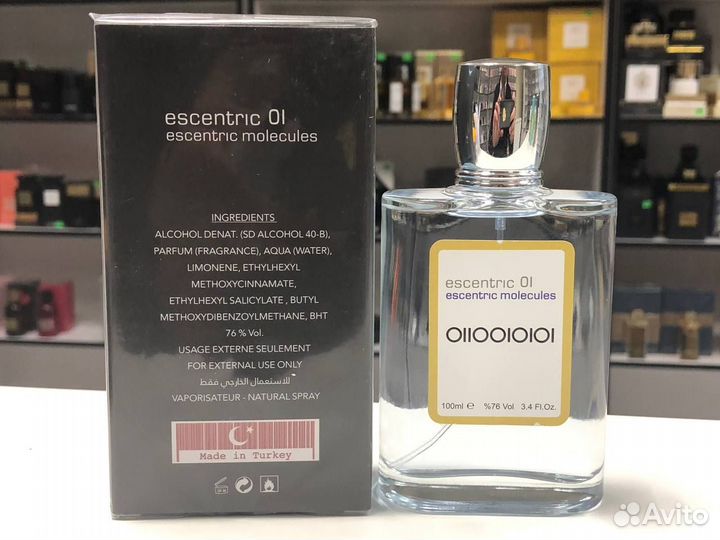 escentric 01
escentric molecules
INGREDIENTS
ALCOHOL DENAT. (SD ALCOHOL 40-B),
PARFUM (FRAGRANCE), AQUA (WATER),
LIMONENE, ETHYLHEXYL
METHOXYCINNAMATE,
ETHYLHEXYL SALICYLATE , BUTYL
METHOXYDIBENZOYLMETHANE, BHT
76 % Vol.
USAGE EXTERNE SEULEMENT
FOR EXTERNAL USE ONLY
للاستعمال الخارجي فقط
VAPORISATEUR - NATURAL SPRAY
Made in Turkey
escentric 01
escentric molecules
0110010101
100ml e %76 Vol 3.4 Fl.Oz.
Avito